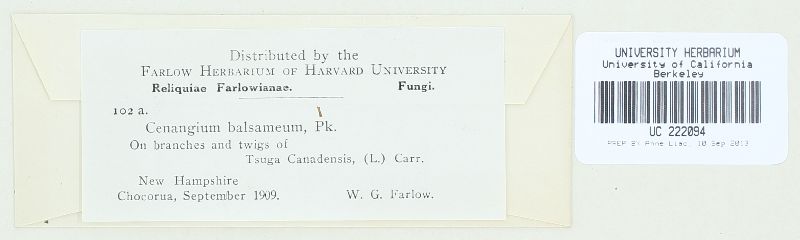 Distributed by the
FARLOW HERBARIUM OF HARVARD UNIVERSITY
Reliquiae Farlowianae. Fungi.
102 a.
Cenangium balsameum, Pk.
On branches and twigs of
Tsuga Canadensis, (L.) Carr.
New Hampshire
Chocorua, September 1909. W. G. Farlow.
UNIVERSITY HERBARIUM
University of California
Berkeley
UC 222094
PREP BY Anne Liao, 10 Sep 2013